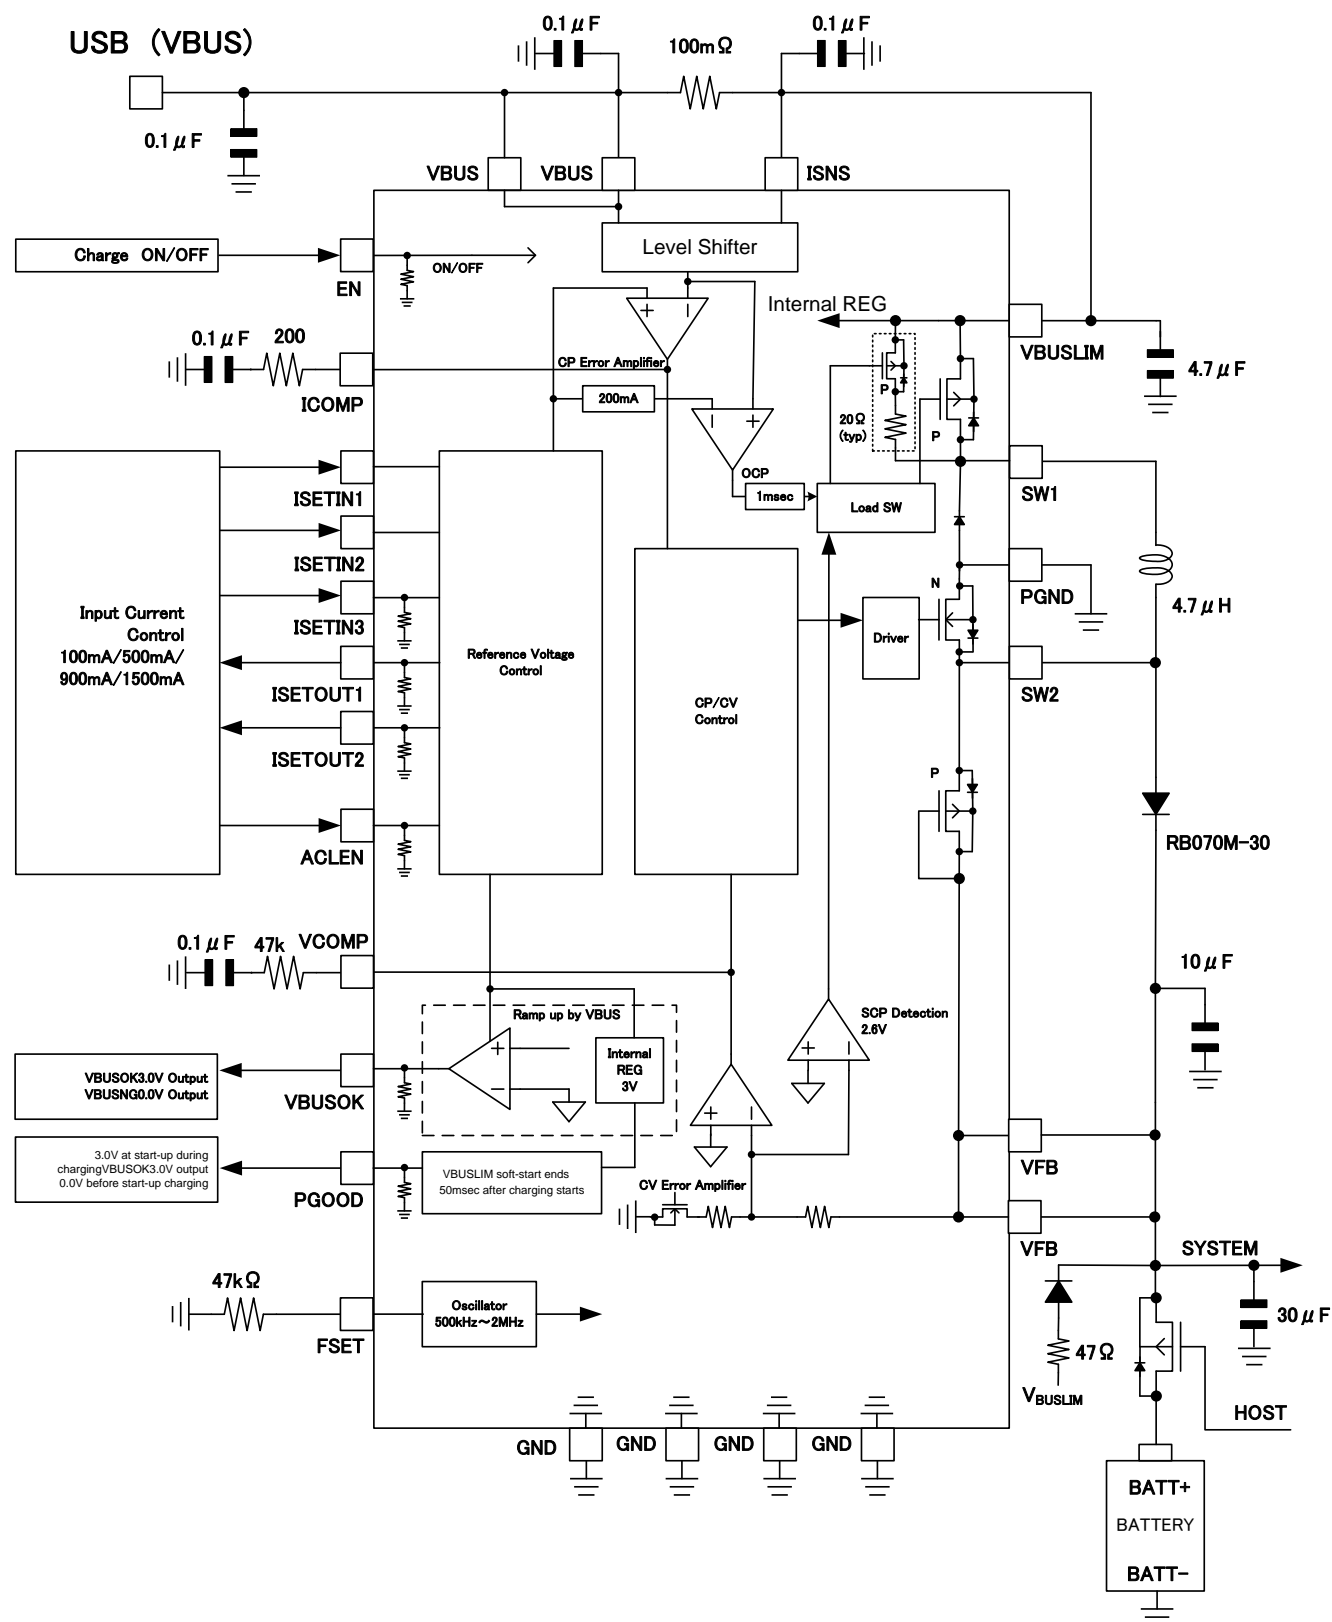 USB (VBUS)
0.1μF
100mΩ
0.1μF
0.1μF
VBUS
VBUS
ISNS
Level Shifter
Charge ON/OFF
EN
ON/OFF
Internal REG
VBUSLIM
4.7μF
0.1μF
200
ICOMP
CP Error Amplifier
200mA
P
20Ω
(typ)
P
OCP
1msec
Load SW
SW1
Input Current
Control
100mA/500mA/
900mA/1500mA
ISETIN1
ISETIN2
ISETIN3
ISETOUT1
ISETOUT2
ACLEN
Reference Voltage
Control
CP/CV
Control
Driver
N
PGND
4.7μH
SW2
P
RB070M-30
0.1μF
47k
VCOMP
10μF
Ramp up by VBUS
Internal
REG
3V
SCP Detection
2.6V
VBUSOK3.0V Output
VBUSNG0.0V Output
VBUSOK
3.0V at start-up during
chargingVBUSOK3.0V output
0.0V before start-up charging
PGOOD
VBUSLIM soft-start ends
50msec after charging starts
CV Error Amplifier
VFB
VFB
SYSTEM
47kΩ
FSET
Oscillator
500kHz~2MHz
47Ω
VBUSLIM
30μF
HOST
GND
GND
GND
GND
BATT+
BATTERY
BATT-
+
−
−
+
+
−
+
−
+
−